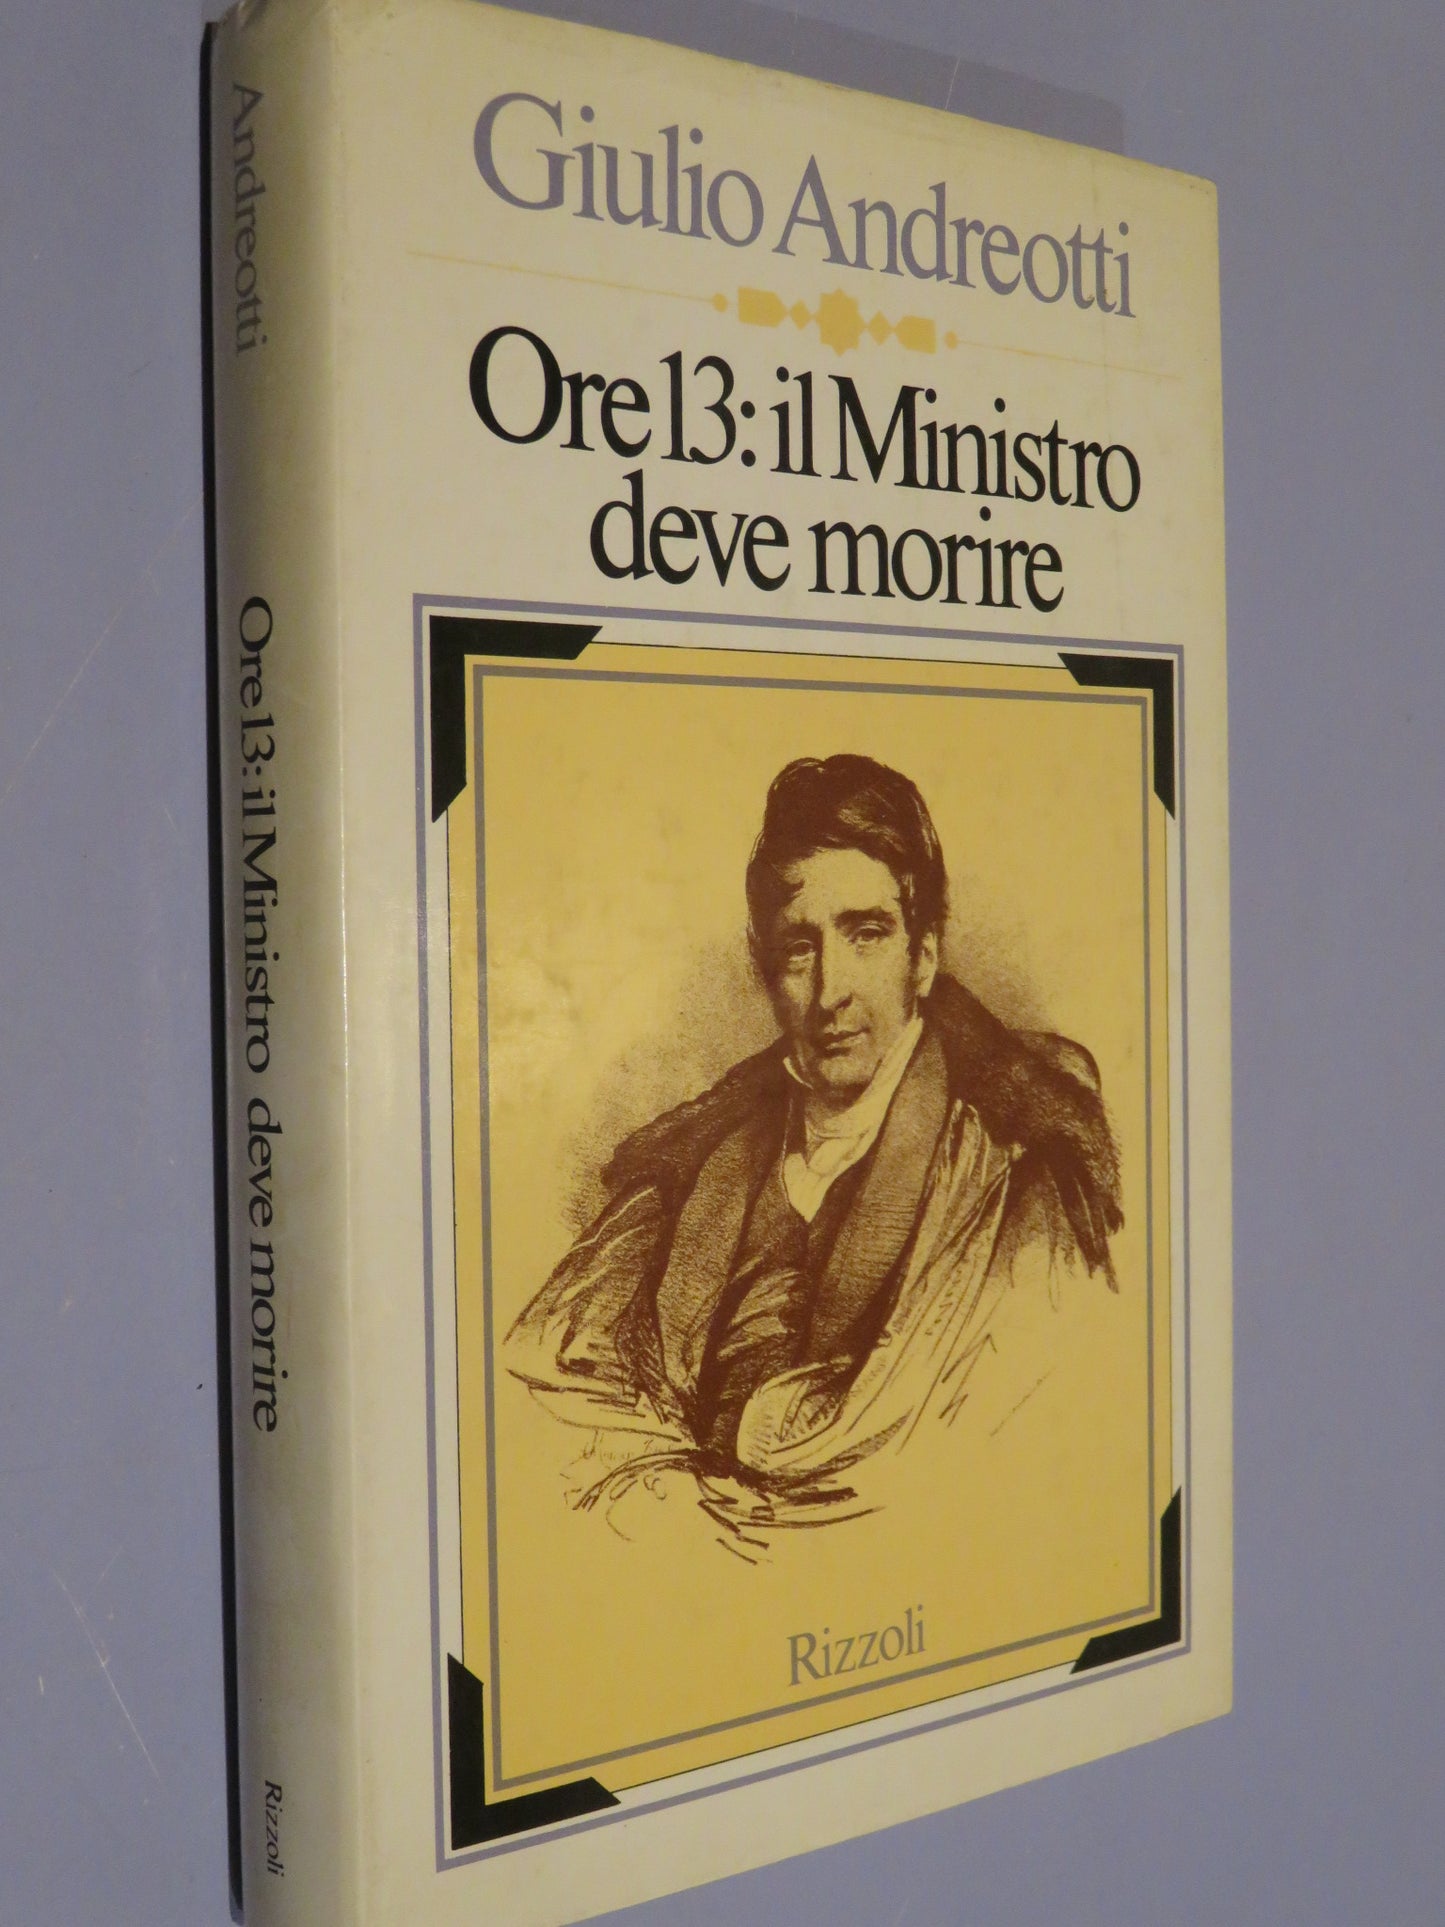 Giulio Andreotti
Ore 13: il Ministro
deve morire
Rizzoli
Andreotti
Ore 13: il Ministro deve morire
Rizzoli